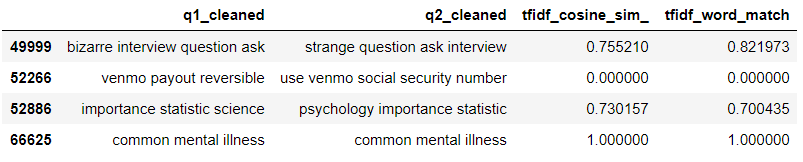 q1_cleaned q2_cleaned tfidf_cosine_sim_ tfidf_word_match
49999 bizarre interview question ask strange question ask interview 0.755210 0.821973
52266 venmo payout reversible use venmo social security number 0.000000 0.000000
52886 importance statistic science psychology importance statistic 0.730157 0.700435
66625 common mental illness common mental illness 1.000000 1.000000